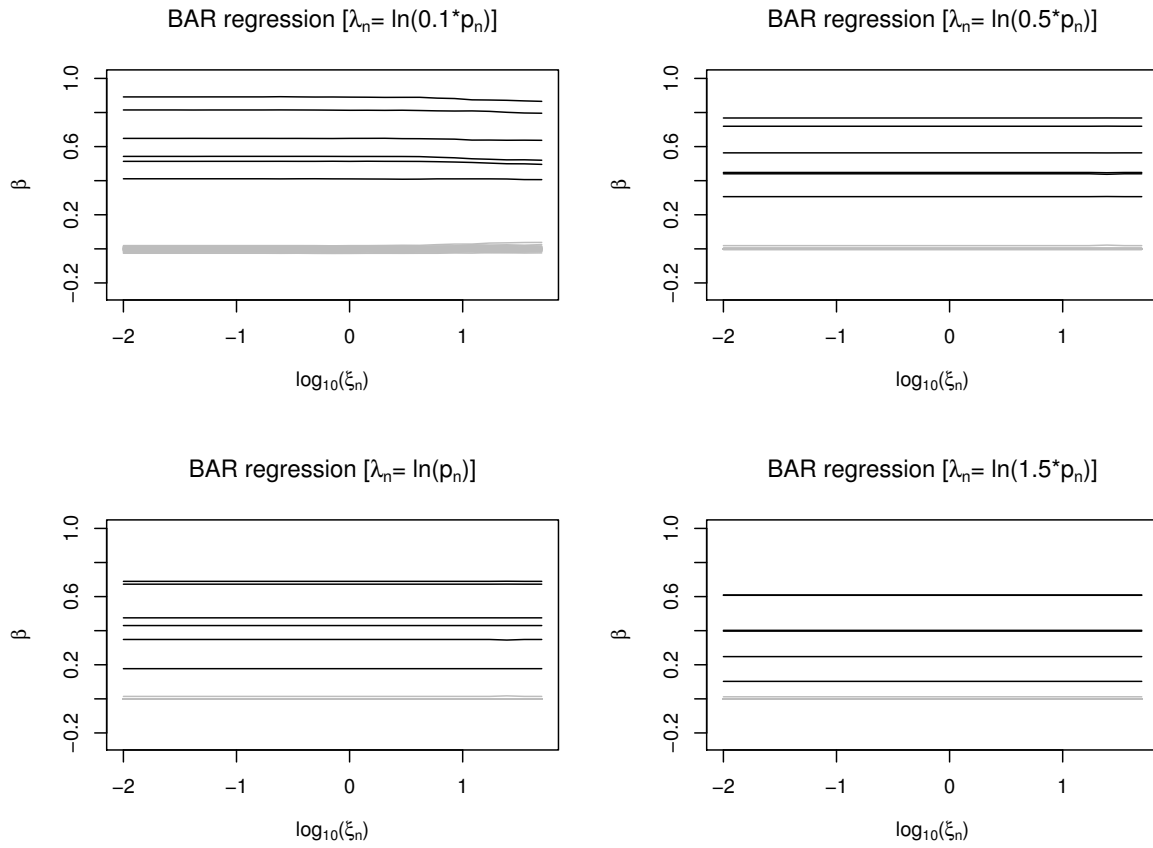 BAR regression [λn= ln(0.1*pn)]
1.0
0.6
0.2
−0.2
β
−2 −1 0 1
log10(ξn)
BAR regression [λn= ln(0.5*pn)]
1.0
0.6
0.2
−0.2
β
−2 −1 0 1
log10(ξn)
BAR regression [λn= ln(pn)]
1.0
0.6
0.2
−0.2
β
−2 −1 0 1
log10(ξn)
BAR regression [λn= ln(1.5*pn)]
1.0
0.6
0.2
−0.2
β
−2 −1 0 1
log10(ξn)